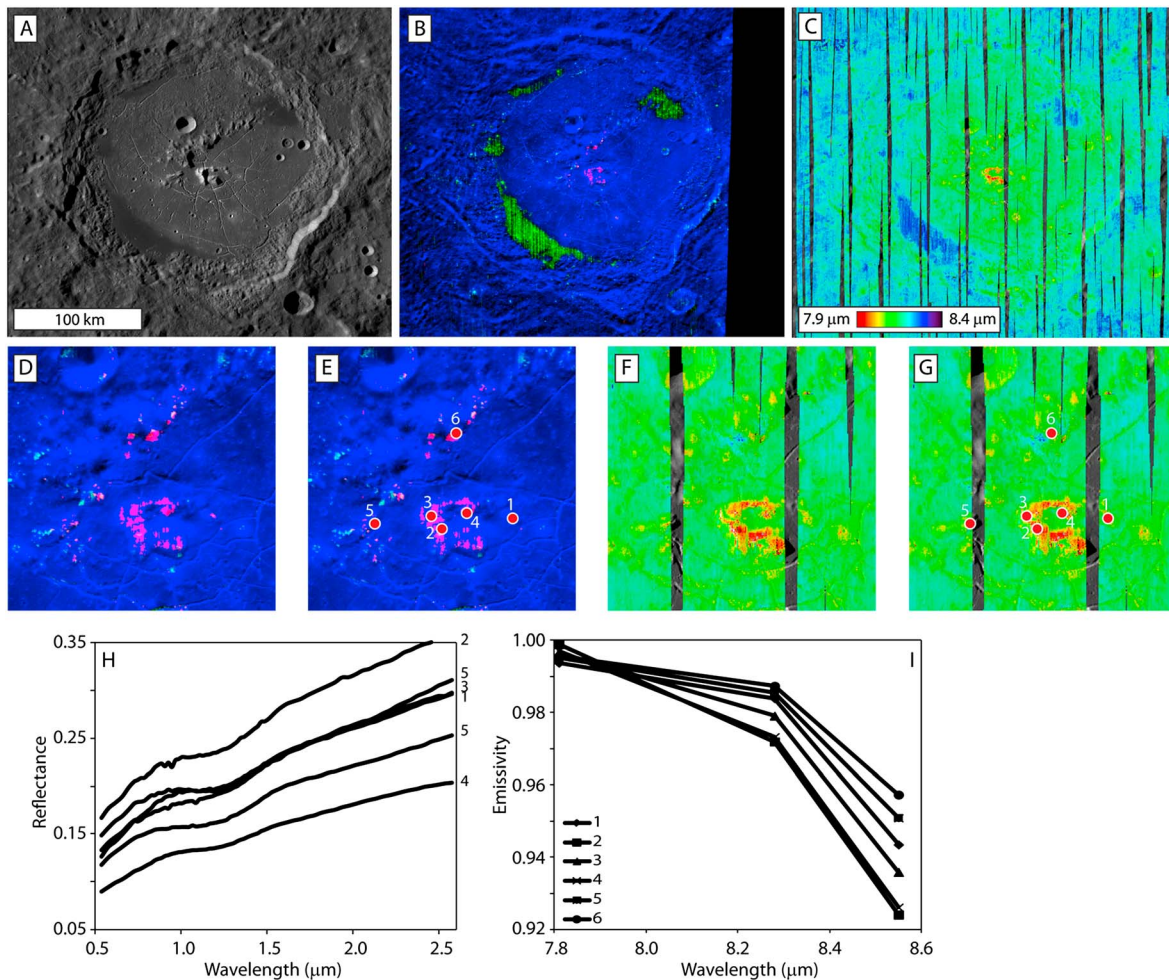 A
B
C
100 km
7.9 μm
8.4 μm
D
E
F
G
6
5
3
2
4
1
6
5
3
2
4
1
H
0.35
0.25
0.15
0.05
Reflectance
0.5
1.0
1.5
2.0
2.5
Wavelength (μm)
2
5
3
1
5
4
I
1.00
0.98
0.96
0.94
0.92
Emissivity
1
2
3
4
5
6
7.8
8.0
8.2
8.4
8.6
Wavelength (μm)